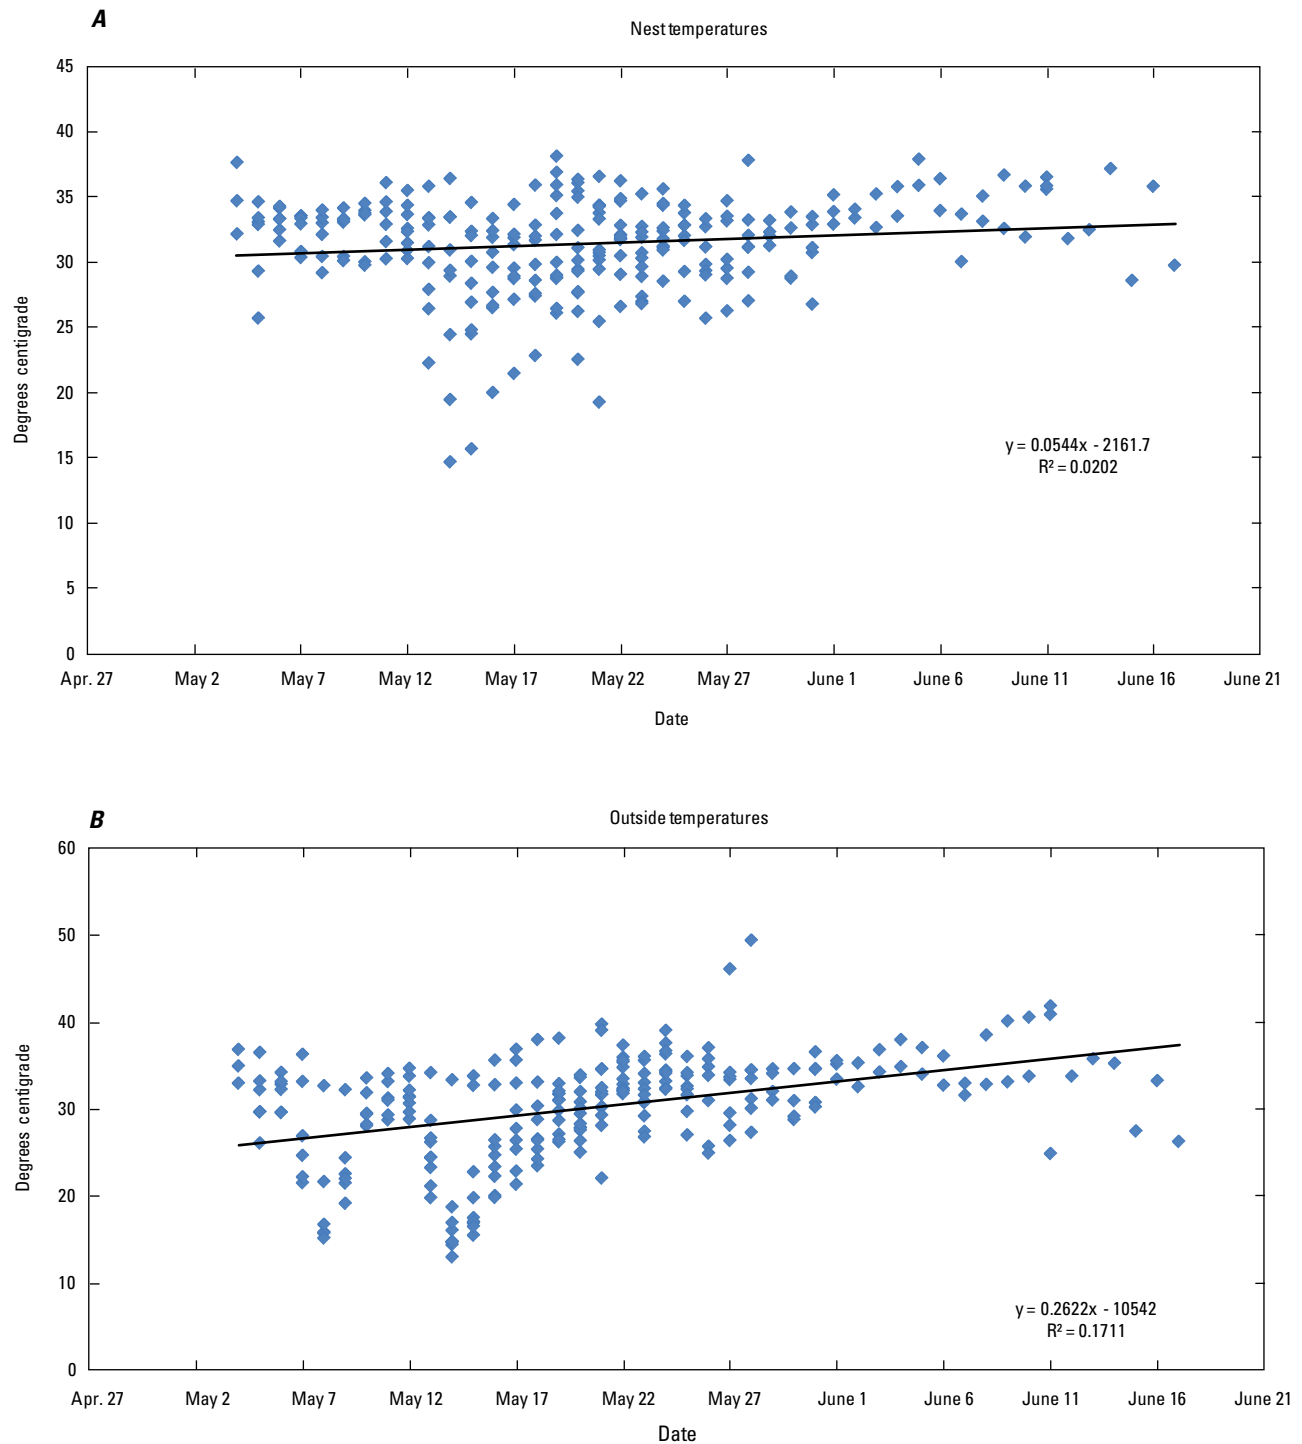 A
Nest temperatures
45
40
35
30
25
20
15
10
5
0
Degrees centigrade
y = 0.0544x - 2161.7
R² = 0.0202
Apr. 27 May 2 May 7 May 12 May 17 May 22 May 27 June 1 June 6 June 11 June 16 June 21
Date
B
Outside temperatures
60
50
40
30
20
10
0
Degrees centigrade
y = 0.2622x - 10542
R² = 0.1711
Apr. 27 May 2 May 7 May 12 May 17 May 22 May 27 June 1 June 6 June 11 June 16 June 21
Date